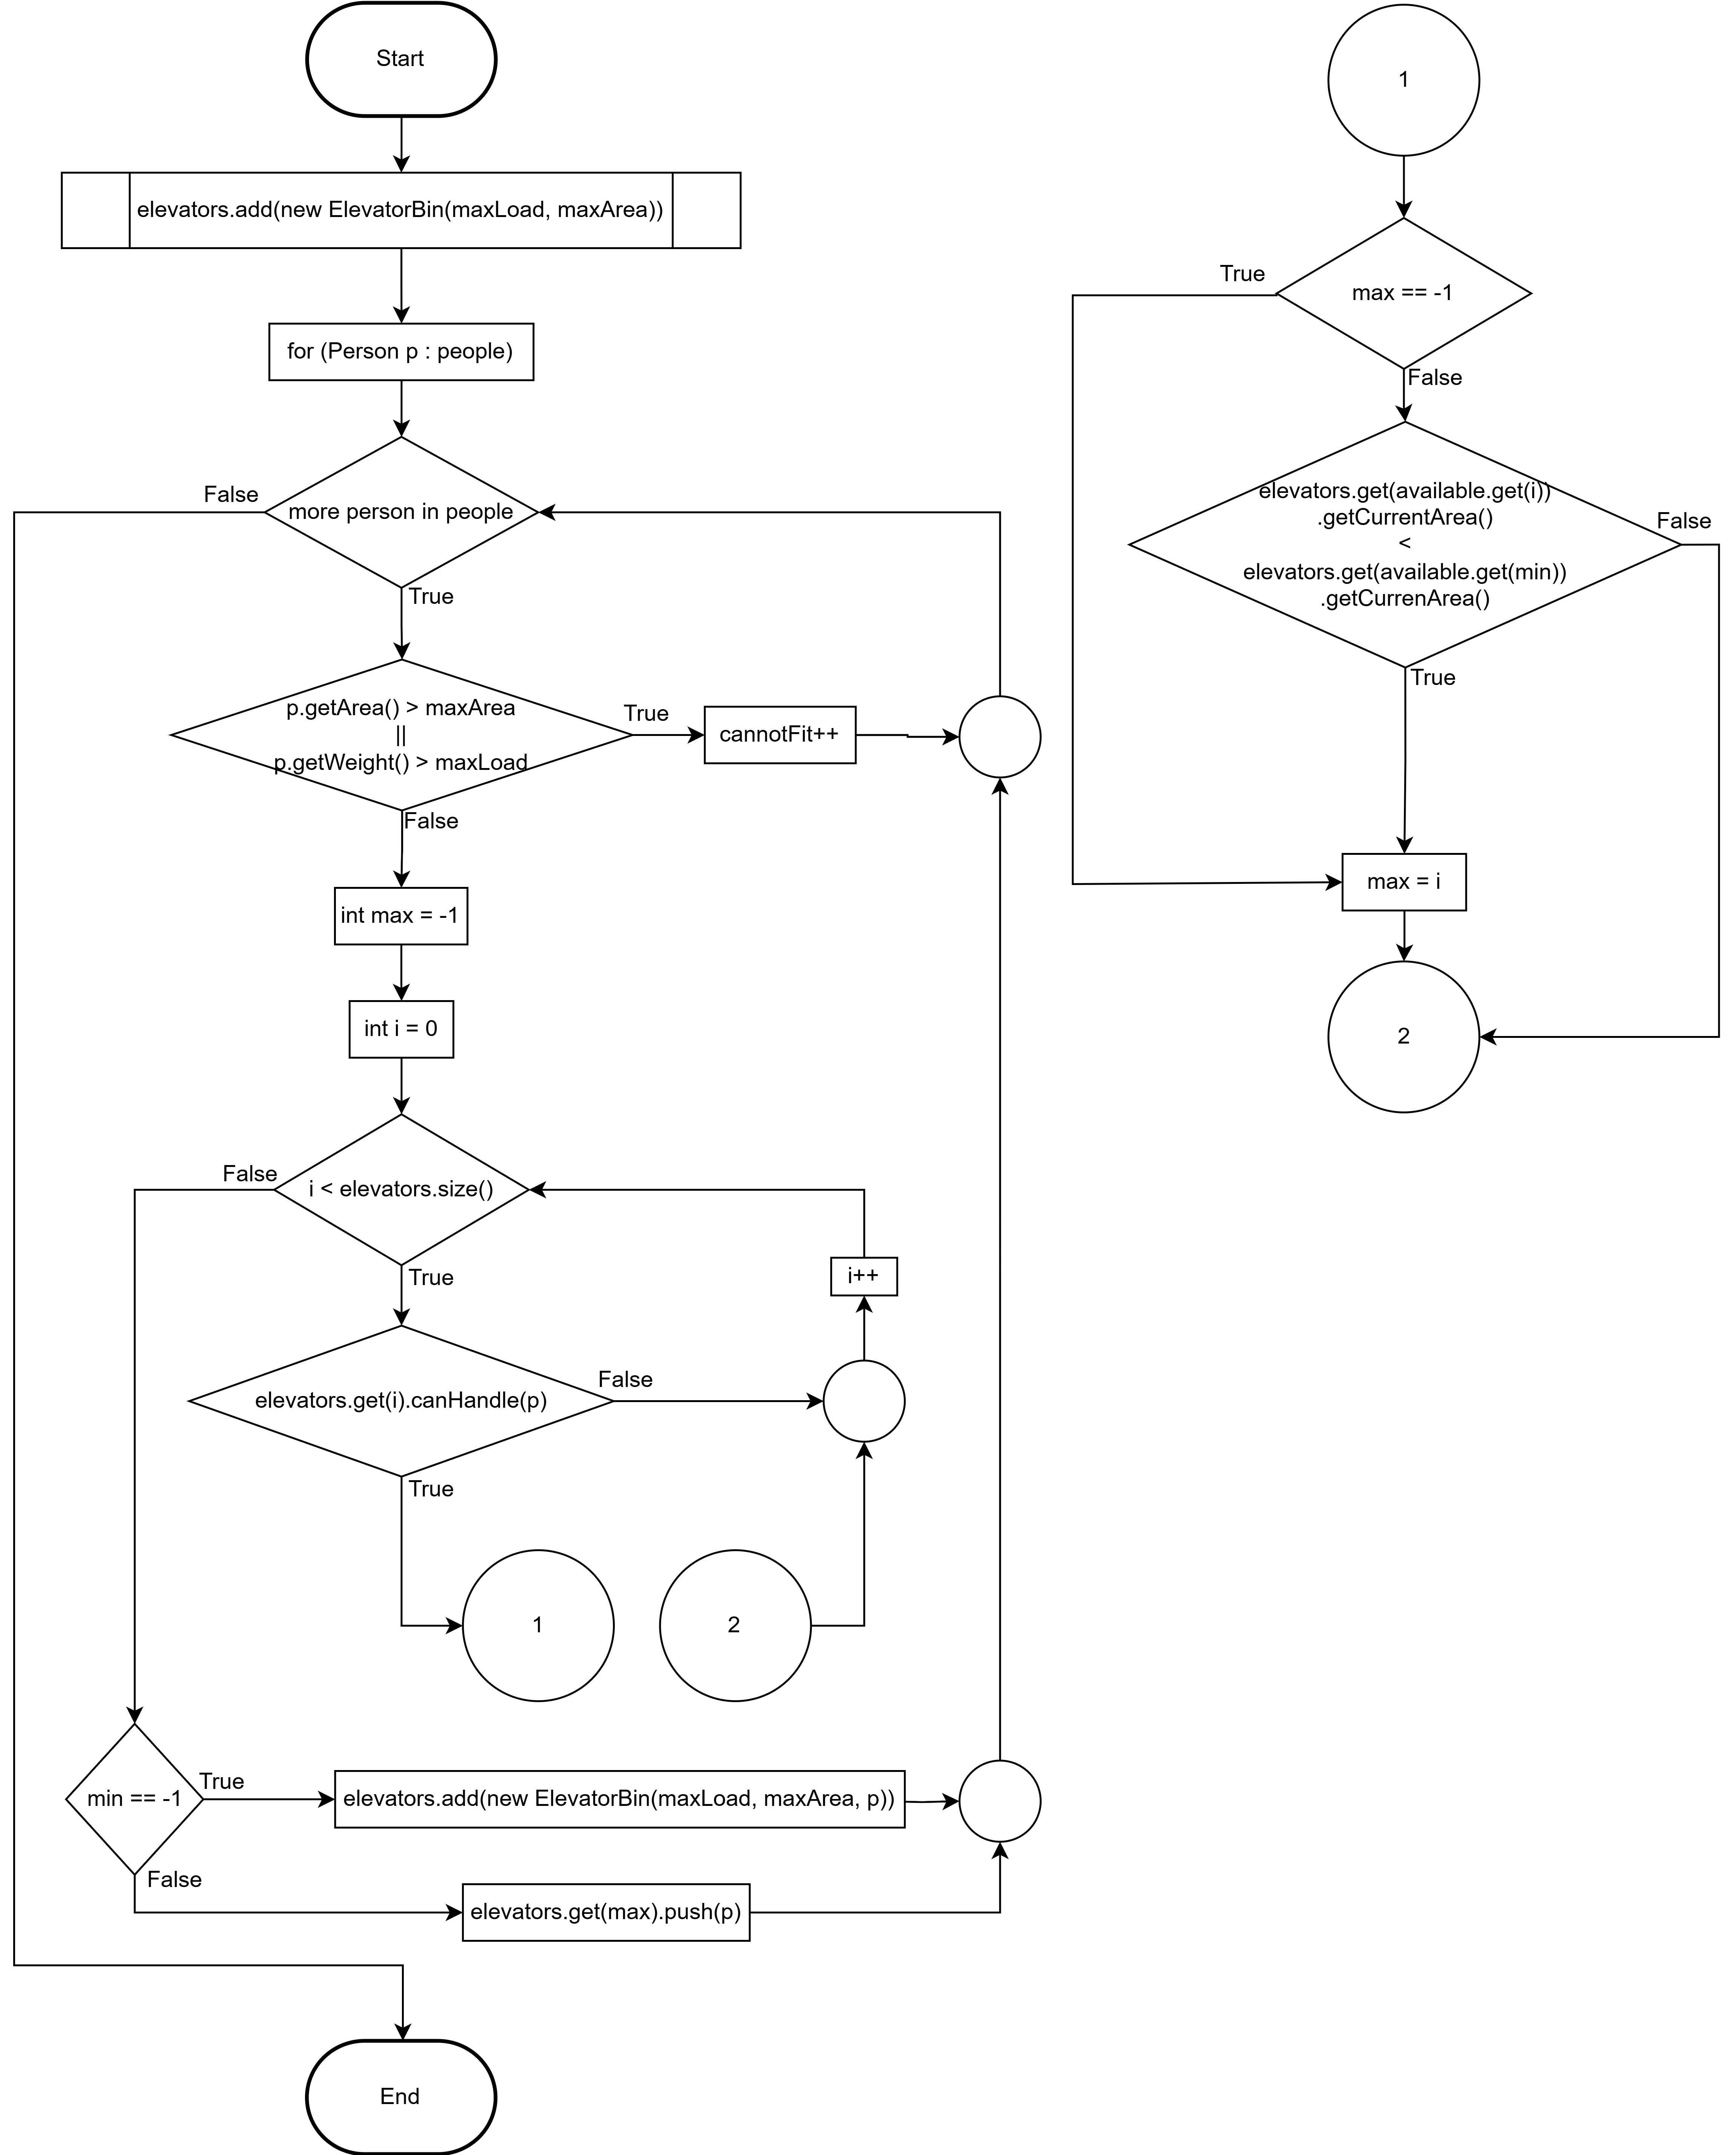 Start
elevators.add(new ElevatorBin(maxLoad, maxArea))
for (Person p : people)
more person in people
False
True
p.getArea() > maxArea
||
p.getWeight() > maxLoad
True
cannotFit++
False
int max = -1
int i = 0
i < elevators.size()
False
True
i++
elevators.get(i).canHandle(p)
False
True
1
2
min == -1
True
elevators.add(new ElevatorBin(maxLoad, maxArea, p))
False
elevators.get(max).push(p)
End
1
max == -1
True
False
elevators.get(available.get(i))
.getCurrentArea()
<
elevators.get(available.get(min))
.getCurrenArea()
False
True
max = i
2